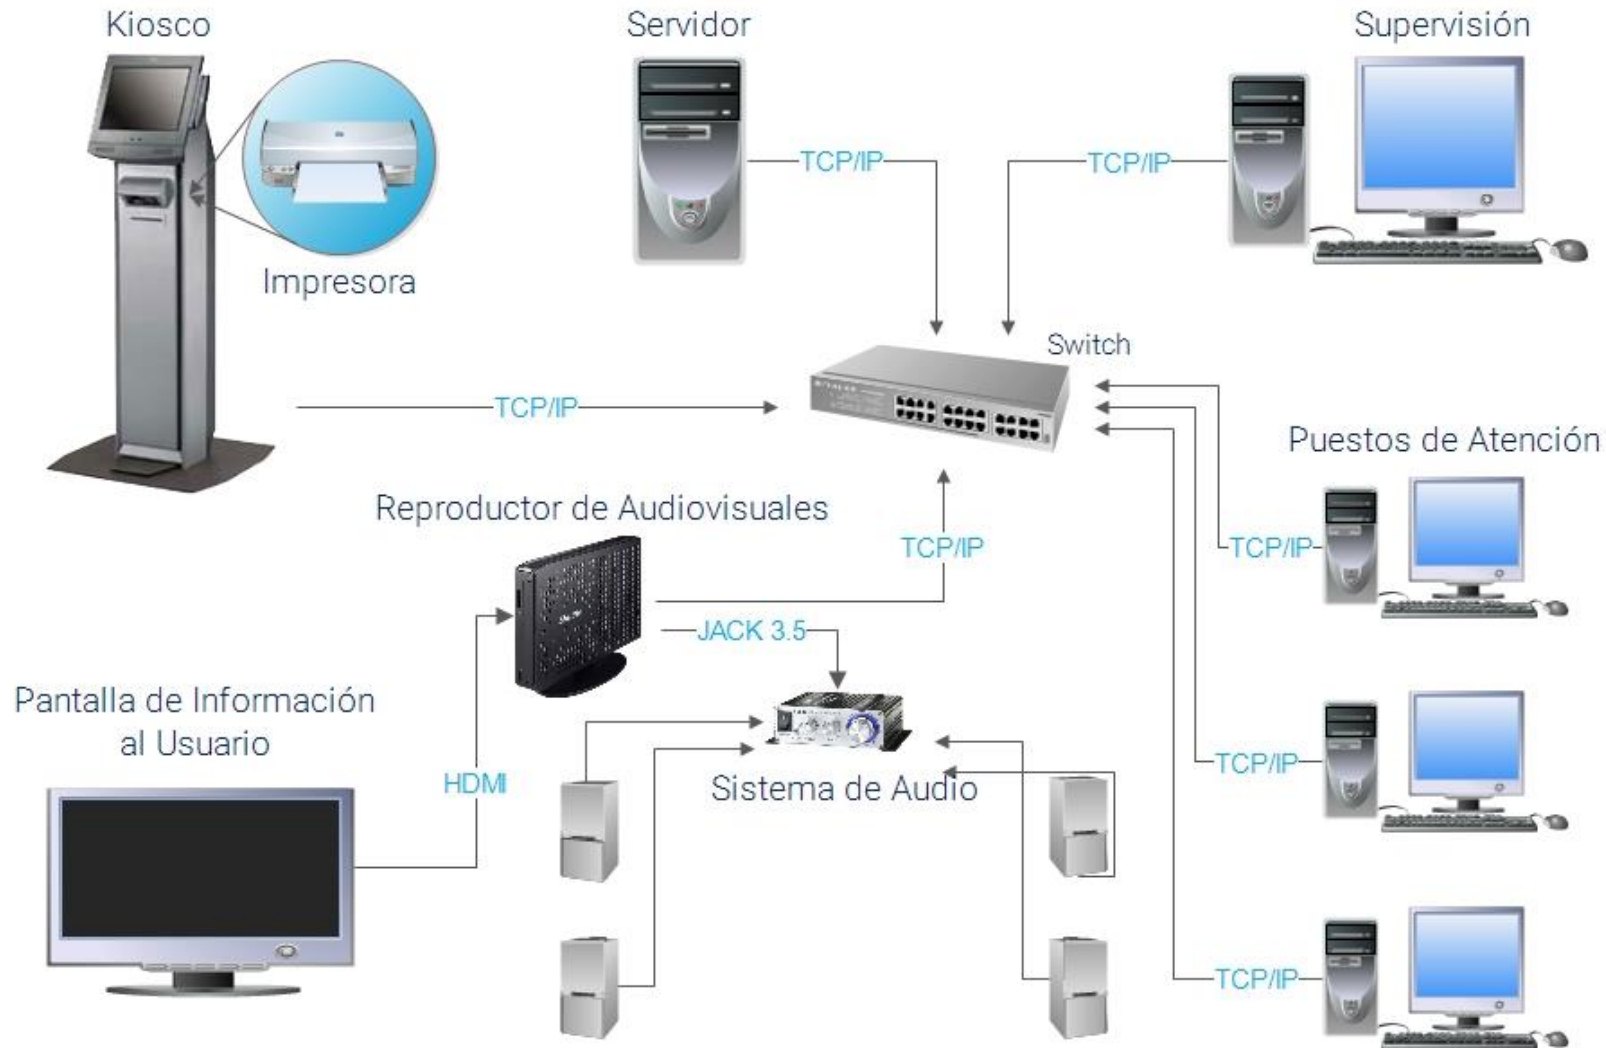 Kiosco
Servidor
Supervisión
TCP/IP
TCP/IP
Impresora
Switch
TCP/IP
Puestos de Atención
Reproductor de Audiovisuales
TCP/IP
TCP/IP
JACK 3.5
Pantalla de Información
al Usuario
HDMI
Sistema de Audio
TCP/IP
TCP/IP